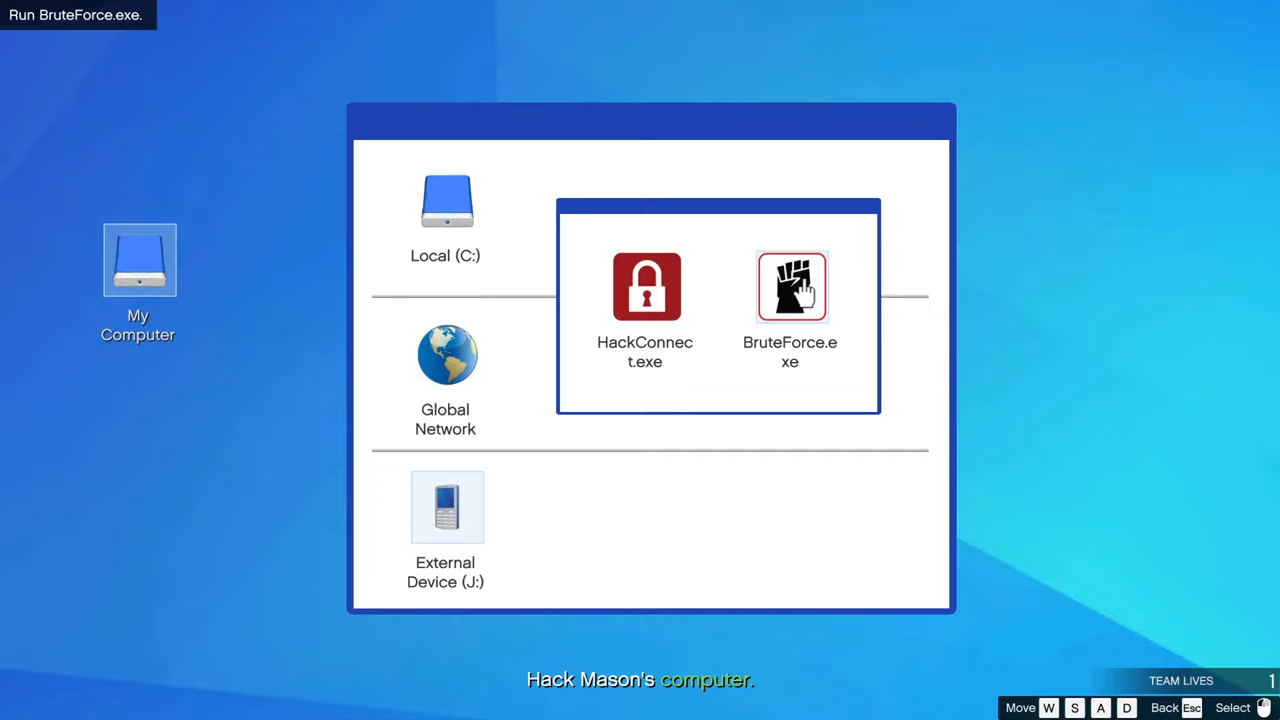 Run BruteForce.exe.
Local (C:)
My
Computer
HackConnec
t.exe
BruteForce.e
xe
Global
Network
External
Device (J:)
Hack Mason's computer.
TEAM LIVES 1
Move W S A D Back Esc Select